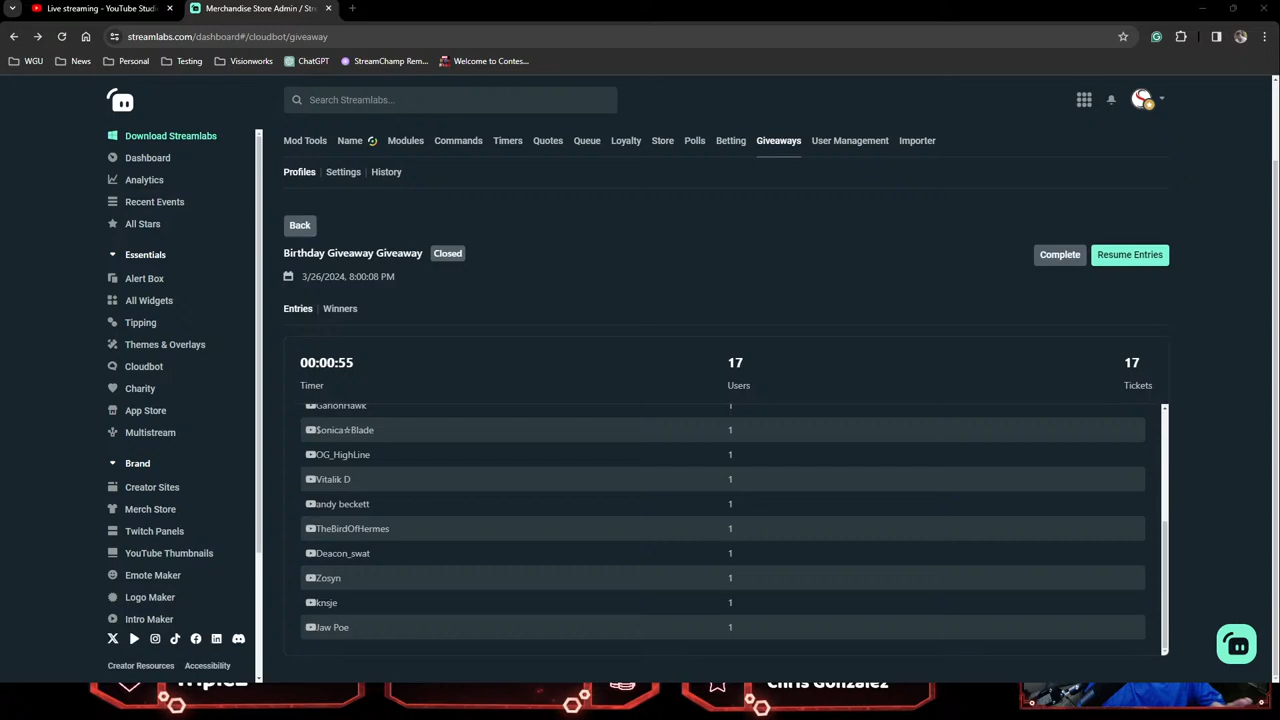 Live streaming - YouTube Studi
Merchandise Store Admin / Stre
streamlabs.com/dashboard#/cloudbot/giveaway
WGU
News
Personal
Testing
Visionworks
ChatGPT
StreamChamp Rem...
Welcome to Contes...
Search Streamlabs...
Download Streamlabs
Dashboard
Analytics
Recent Events
All Stars
Essentials
Alert Box
All Widgets
Tipping
Themes & Overlays
Cloudbot
Charity
App Store
Multistream
Brand
Creator Sites
Merch Store
Twitch Panels
YouTube Thumbnails
Emote Maker
Logo Maker
Intro Maker
Creator Resources Accessibility
Mod Tools Name Modules Commands Timers Quotes Queue Loyalty Store Polls Betting Giveaways User Management Importer
Profiles Settings History
Back
Birthday Giveaway Giveaway Closed
Complete Resume Entries
3/26/2024, 8:00:08 PM
Entries Winners
00:00:55 17 17
Timer Users Tickets
GanonHawk 1
$onica☆Blade 1
OG_HighLine 1
Vitalik D 1
andy beckett 1
TheBirdOfHermes 1
Deacon_swat 1
Zosyn 1
knsje 1
Jaw Poe 1
Chris Gonzalez